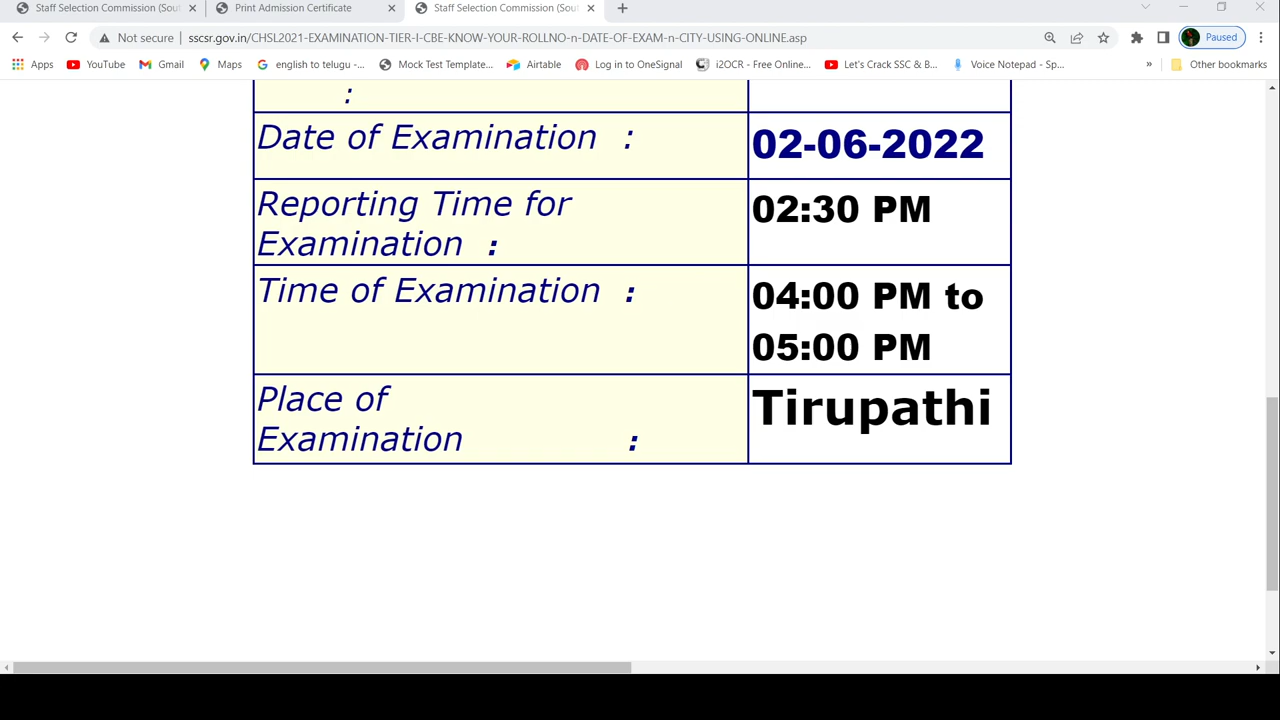 Staff Selection Commission (Sou
Print Admission Certificate
Staff Selection Commission (Sout
Not secure
sscsr.gov.in/CHSL2021-EXAMINATION-TIER-I-CBE-KNOW-YOUR-ROLLNO-n-DATE-OF-EXAM-n-CITY-USING-ONLINE.asp
Paused
Apps
YouTube
Gmail
Maps
english to telugu -...
Mock Test Template...
Airtable
Log in to OneSignal
i2OCR - Free Online...
Let's Crack SSC & B...
Voice Notepad - Sp...
»
Other bookmarks
:
Date of Examination :
02-06-2022
Reporting Time for
Examination :
02:30 PM
Time of Examination :
04:00 PM to
05:00 PM
Place of
Examination :
Tirupathi